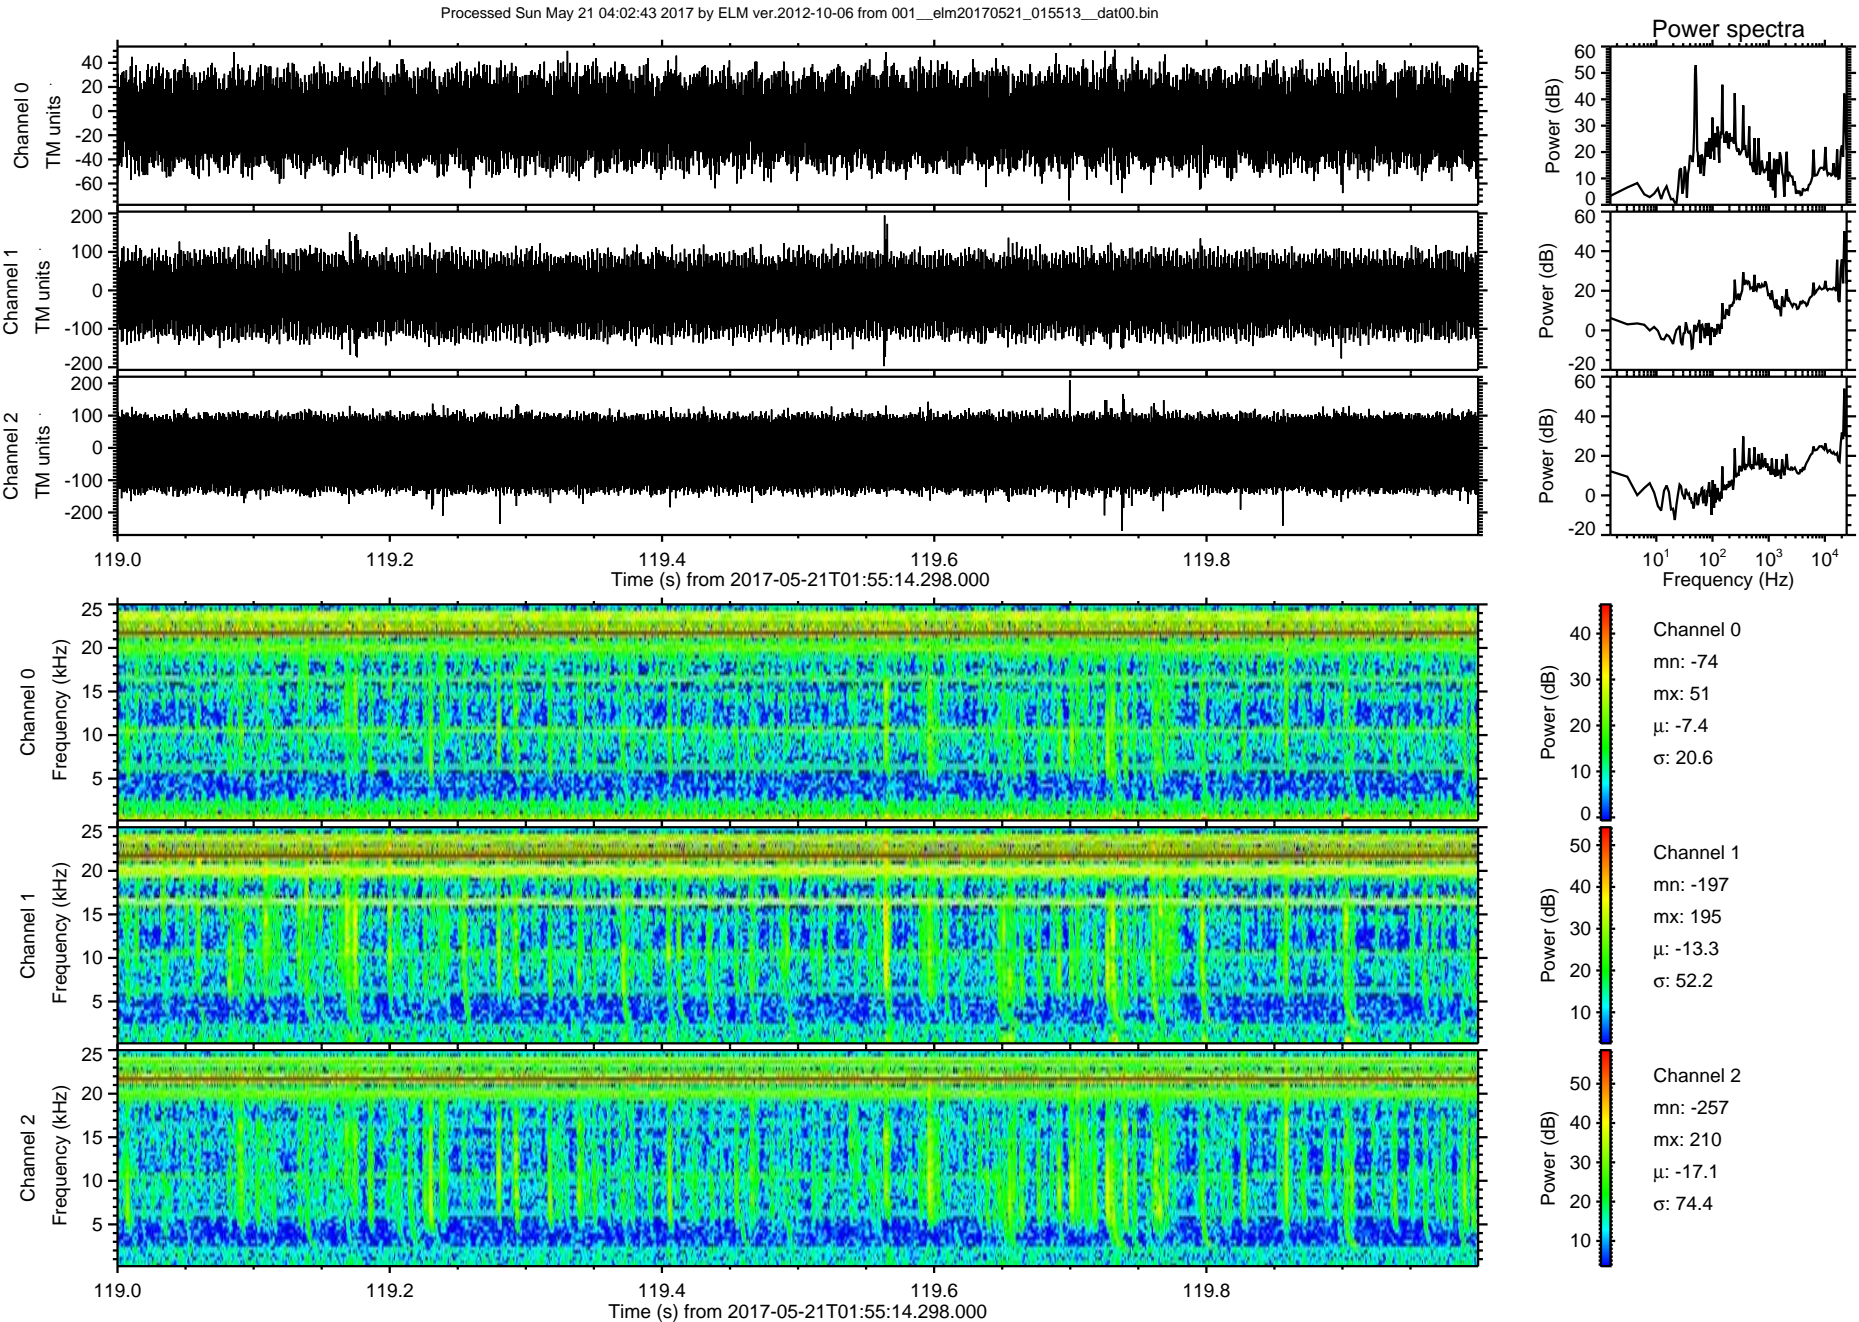 Processed Sun May 21 04:02:43 2017 by ELM ver.2012-10-06 from 001__elm20170521_015513__dat00.bin
Power spectra
Channel 0
TM units
40
20
0
-20
-40
-60
Power (dB)
60
50
40
30
20
10
0
Channel 1
TM units
200
100
0
-100
-200
Power (dB)
60
40
20
0
-20
Channel 2
TM units
200
100
0
-100
-200
Power (dB)
60
40
20
0
-20
119.0 119.2 119.4 119.6 119.8
Time (s) from 2017-05-21T01:55:14.298.000
10^1 10^2 10^3 10^4
Frequency (Hz)
Channel 0
Frequency (kHz)
25
20
15
10
5
Power (dB)
40
30
20
10
0
Channel 0
mn: -74
mx: 51
µ: -7.4
σ: 20.6
Channel 1
Frequency (kHz)
25
20
15
10
5
Power (dB)
50
40
30
20
10
Channel 1
mn: -197
mx: 195
µ: -13.3
σ: 52.2
Channel 2
Frequency (kHz)
25
20
15
10
5
Power (dB)
50
40
30
20
10
Channel 2
mn: -257
mx: 210
µ: -17.1
σ: 74.4
119.0 119.2 119.4 119.6 119.8
Time (s) from 2017-05-21T01:55:14.298.000